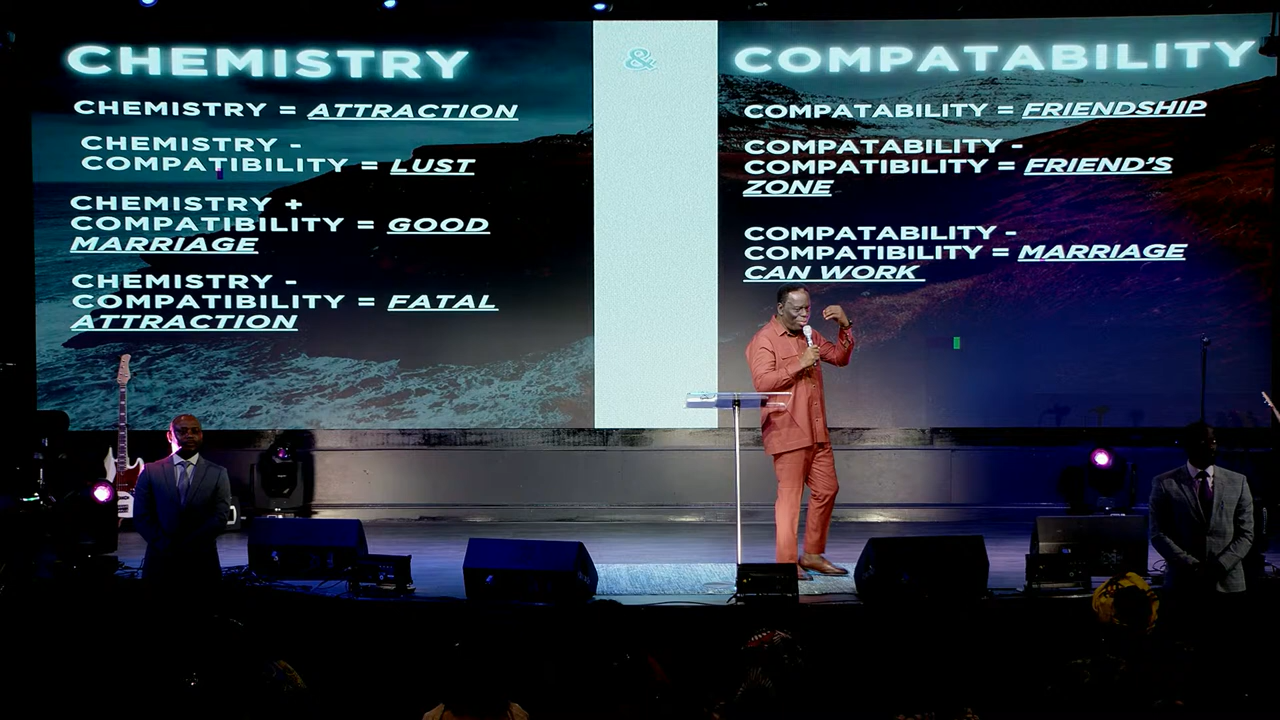 CHEMISTRY
CHEMISTRY = ATTRACTION
CHEMISTRY -
COMPATIBILITY = LUST
CHEMISTRY +
COMPATIBILITY = GOOD
MARRIAGE
CHEMISTRY -
COMPATIBILITY = FATAL
ATTRACTION
&
COMPATABILITY
COMPATABILITY = FRIENDSHIP
COMPATABILITY -
COMPATIBILITY = FRIEND'S
ZONE
COMPATABILITY -
COMPATIBILITY = MARRIAGE
CAN WORK